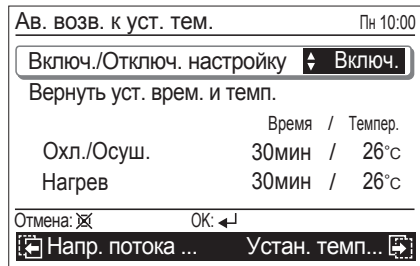 Ав. возв. к уст. тем. Пн 10:00
Включ./Отключ. настройку Включ.
Вернуть уст. врем. и темп.
Время / Темпер.
Охл./Осуш. 30мин / 26°C
Нагрев 30мин / 26°C
Отмена: OK:
Напр. потока ... Устан. темп...